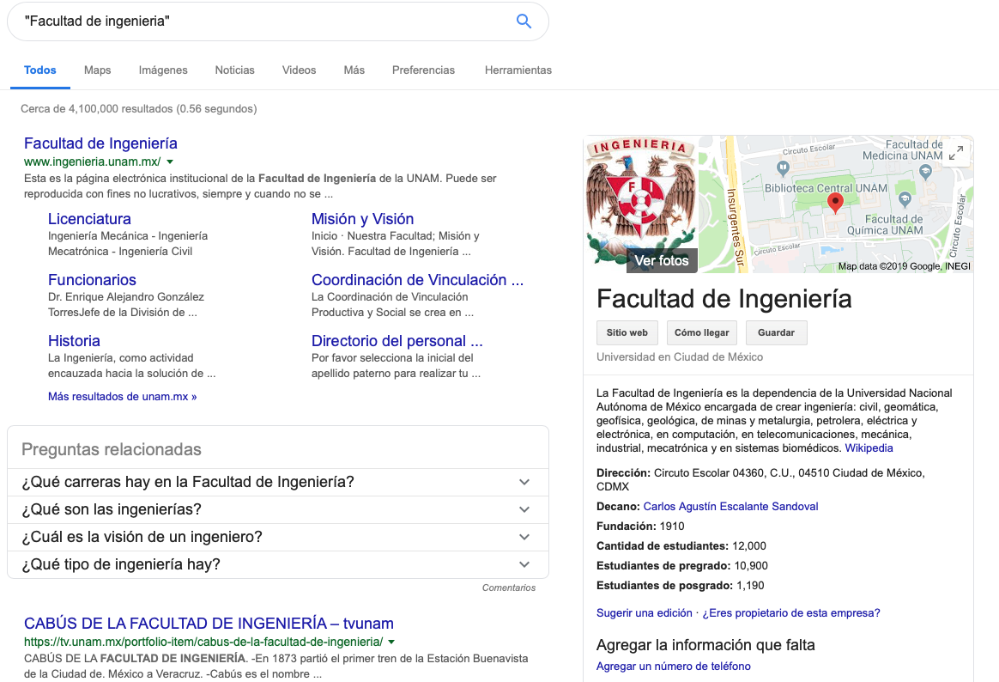 "Facultad de ingenieria"
Todos Maps Imágenes Noticias Videos Más Preferencias Herramientas
Cerca de 4,100,000 resultados (0.56 segundos)
Facultad de Ingeniería
www.ingenieria.unam.mx/
Esta es la página electrónica institucional de la Facultad de Ingeniería de la UNAM. Puede ser
reproducida con fines no lucrativos, siempre y cuando no se ...
Licenciatura
Ingeniería Mecánica - Ingeniería
Mecatrónica - Ingeniería Civil
Misión y Visión
Inicio · Nuestra Facultad; Misión y
Visión. Facultad de Ingeniería ...
Funcionarios
Dr. Enrique Alejandro González
TorresJefe de la División de ...
Coordinación de Vinculación ...
La Coordinación de Vinculación
Productiva y Social se crea en ...
Historia
La Ingeniería, como actividad
encauzada hacia la solución de ...
Directorio del personal ...
Por favor selecciona la inicial del
apellido paterno para realizar tu ...
Más resultados de unam.mx »
Preguntas relacionadas
¿Qué carreras hay en la Facultad de Ingeniería?
¿Qué son las ingenierías?
¿Cuál es la visión de un ingeniero?
¿Qué tipo de ingeniería hay?
Comentarios
CABÚS DE LA FACULTAD DE INGENIERÍA – tvunam
https://tv.unam.mx/portfolio-item/cabus-de-la-facultad-de-ingenieria/
CABÚS DE LA FACULTAD DE INGENIERÍA. -En 1873 partió el primer tren de la Estación Buenavista
de la Ciudad de. México a Veracruz. -Cabús es el nombre ...
INGENIERIA
F I
Ver fotos
Circuto Escolar
Facultad de
Medicina UNAM
Biblioteca Central UNAM
Insurgentes Sur
Facultad de
Química UNAM
Circuto Escolar
Circuto Escolar
Map data ©2019 Google, INEGI
Facultad de Ingeniería
Sitio web Cómo llegar Guardar
Universidad en Ciudad de México
La Facultad de Ingeniería es la dependencia de la Universidad Nacional
Autónoma de México encargada de crear ingeniería: civil, geomática,
geofísica, geológica, de minas y metalurgia, petrolera, eléctrica y
electrónica, en computación, en telecomunicaciones, mecánica,
industrial, mecatrónica y en sistemas biomédicos. Wikipedia
Dirección: Circuto Escolar 04360, C.U., 04510 Ciudad de México,
CDMX
Decano: Carlos Agustín Escalante Sandoval
Fundación: 1910
Cantidad de estudiantes: 12,000
Estudiantes de pregrado: 10,900
Estudiantes de posgrado: 1,190
Sugerir una edición · ¿Eres propietario de esta empresa?
Agregar la información que falta
Agregar un número de teléfono